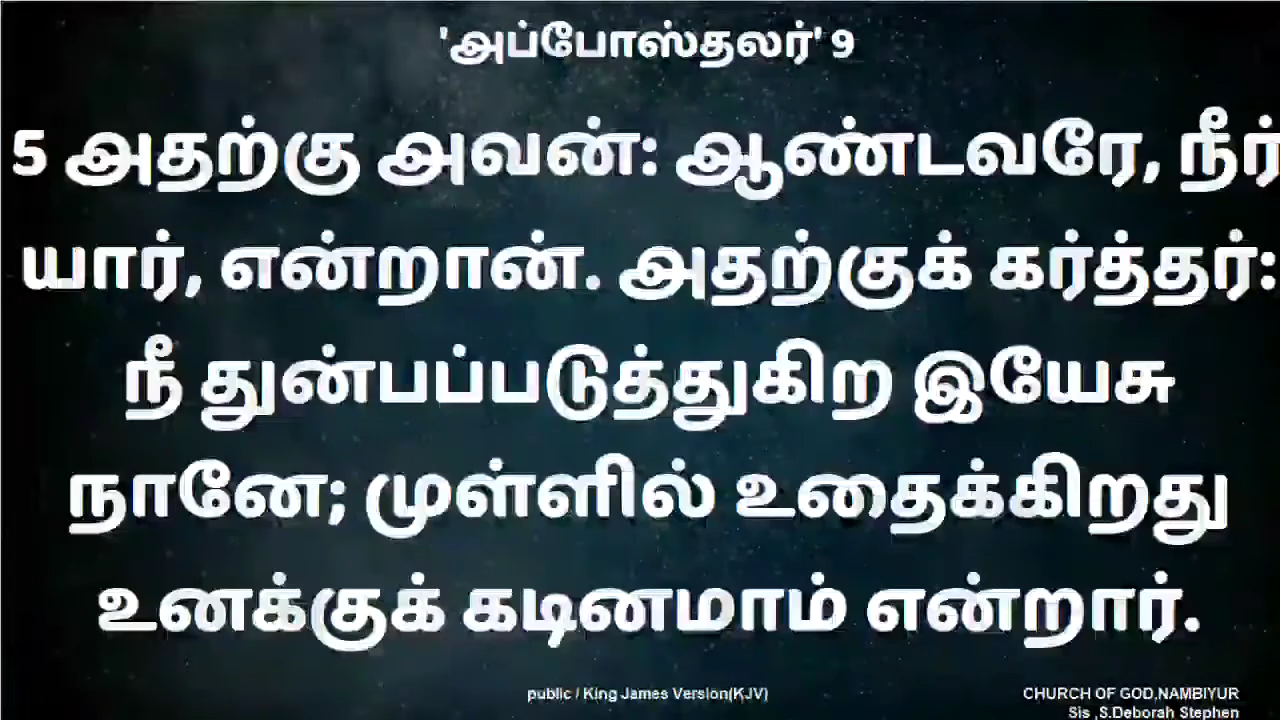 'அப்போஸ்தலர்' 9
5 அதற்கு அவன்: ஆண்டவரே, நீர்
யார், என்றான். அதற்குக் கர்த்தர்:
நீ துன்பப்படுத்துகிற இயேசு
நானே; முள்ளில் உதைக்கிறது
உனக்குக் கடினமாம் என்றார்.
public / King James Version(KJV)
CHURCH OF GOD,NAMBIYUR
Sis ,S.Deborah Stephen